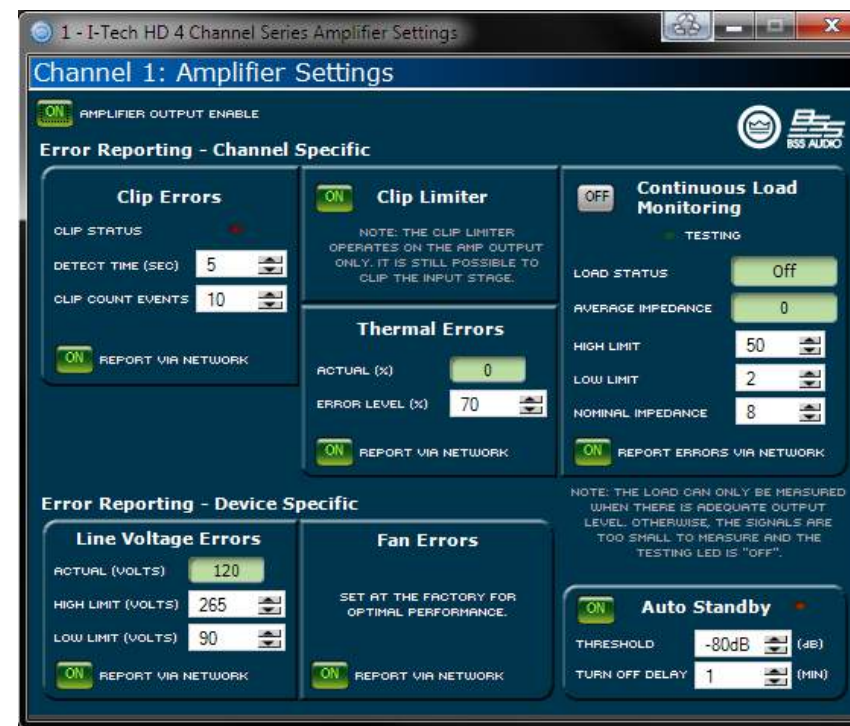 1 - I-Tech HD 4 Channel Series Amplifier Settings
Channel 1: Amplifier Settings
ON AMPLIFIER OUTPUT ENABLE
BSS AUDIO
Error Reporting - Channel Specific
Clip Errors
CLIP STATUS
DETECT TIME (SEC) 5
CLIP COUNT EVENTS 10
ON REPORT VIA NETWORK
ON Clip Limiter
NOTE: THE CLIP LIMITER
OPERATES ON THE AMP OUTPUT
ONLY. IT IS STILL POSSIBLE TO
CLIP THE INPUT STAGE.
Thermal Errors
ACTUAL (%) 0
ERROR LEVEL (%) 70
ON REPORT VIA NETWORK
OFF Continuous Load
Monitoring
TESTING
LOAD STATUS Off
AVERAGE IMPEDANCE 0
HIGH LIMIT 50
LOW LIMIT 2
NOMINAL IMPEDANCE 8
ON REPORT ERRORS VIA NETWORK
NOTE: THE LOAD CAN ONLY BE MEASURED
WHEN THERE IS ADEQUATE OUTPUT
LEVEL. OTHERWISE, THE SIGNALS ARE
TOO SMALL TO MEASURE AND THE
TESTING LED IS "OFF".
Error Reporting - Device Specific
Line Voltage Errors
ACTUAL (VOLTS) 120
HIGH LIMIT (VOLTS) 265
LOW LIMIT (VOLTS) 90
ON REPORT VIA NETWORK
Fan Errors
SET AT THE FACTORY FOR
OPTIMAL PERFORMANCE.
ON REPORT VIA NETWORK
ON Auto Standby
THRESHOLD -80dB (dB)
TURN OFF DELAY 1 (MIN)